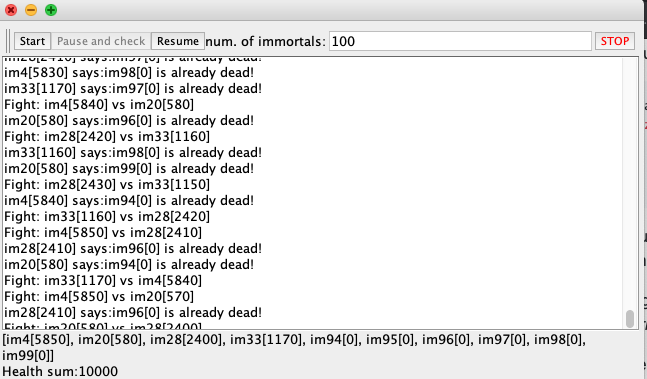 Start Pause and check Resume num. of immortals: 100 STOP
im28[2410] says:im97[0] is already dead!
im4[5830] says:im98[0] is already dead!
im33[1170] says:im97[0] is already dead!
Fight: im4[5840] vs im20[580]
im20[580] says:im96[0] is already dead!
Fight: im28[2420] vs im33[1160]
im33[1160] says:im98[0] is already dead!
im20[580] says:im99[0] is already dead!
Fight: im28[2430] vs im33[1150]
im4[5840] says:im94[0] is already dead!
Fight: im33[1160] vs im28[2420]
Fight: im4[5850] vs im28[2410]
im28[2410] says:im96[0] is already dead!
im20[580] says:im94[0] is already dead!
Fight: im33[1170] vs im4[5840]
Fight: im4[5850] vs im20[570]
im28[2410] says:im96[0] is already dead!
Fight: im20[580] vs im28[2400]
[im4[5850], im20[580], im28[2400], im33[1170], im94[0], im95[0], im96[0], im97[0], im98[0],
im99[0]]
Health sum:10000